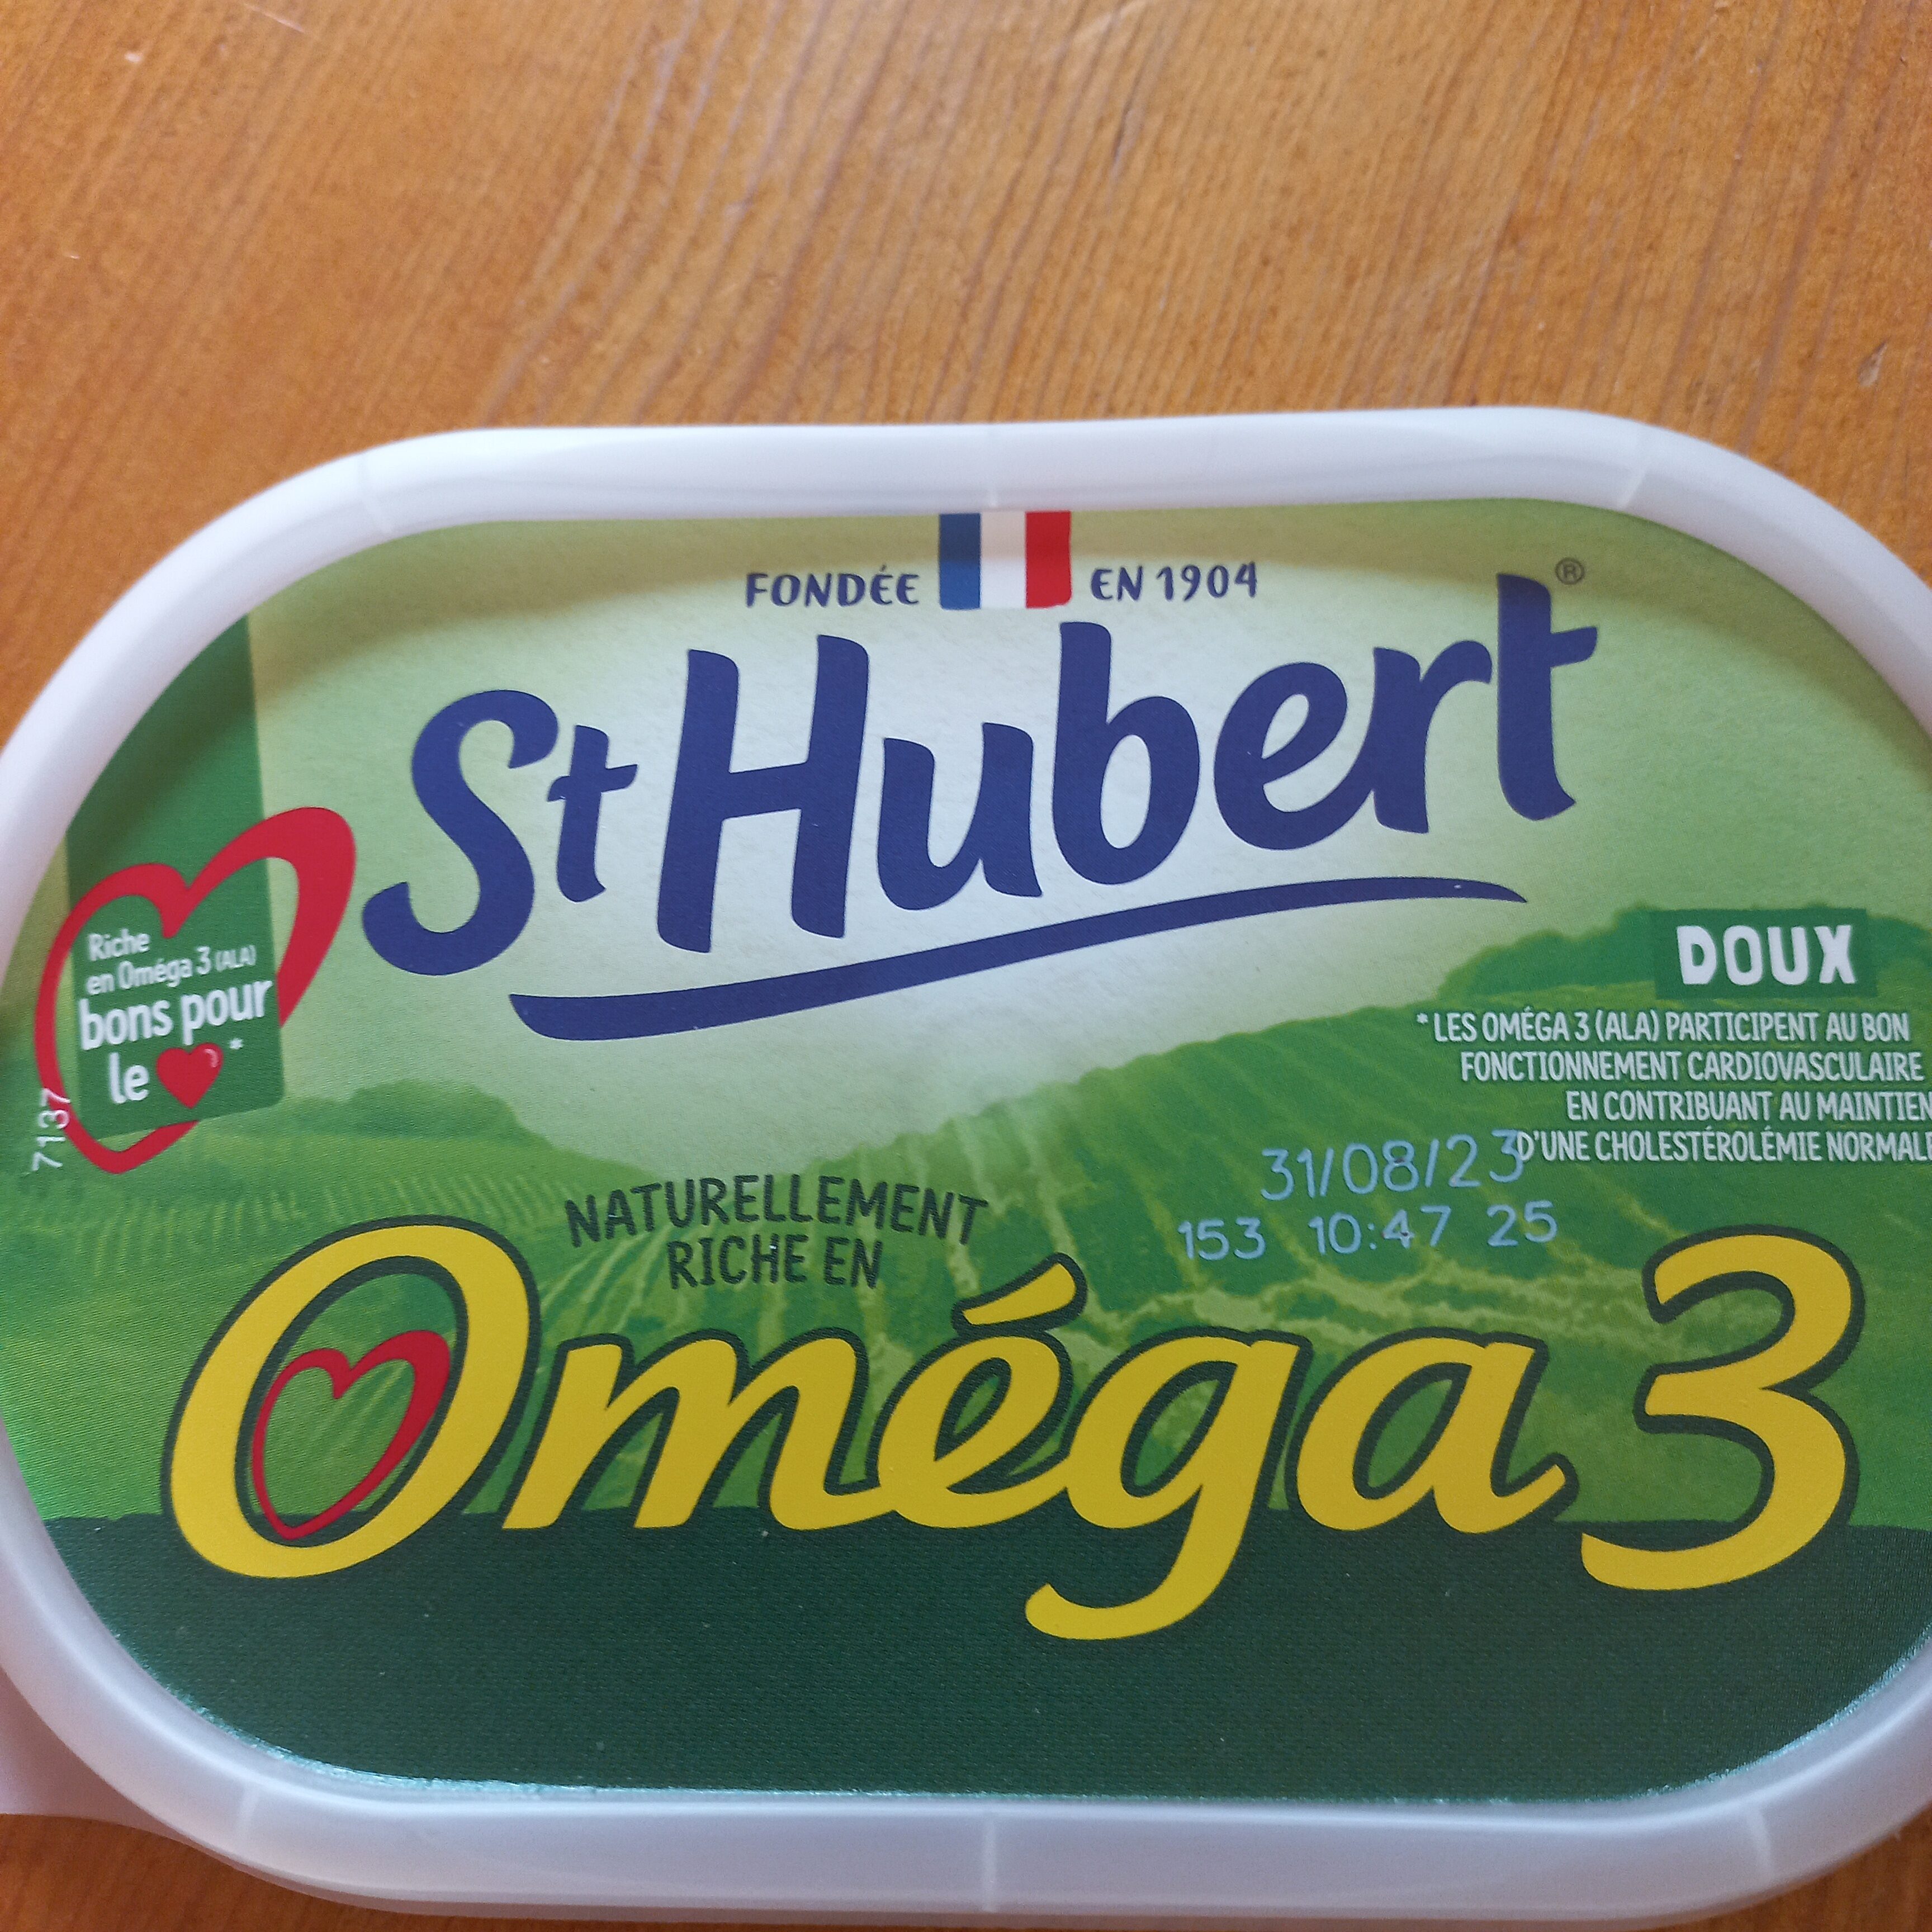 FONDÉE EN 1904
St Hubert®
Riche
en Oméga 3 (ALA)
bons pour
le *
7137
DOUX
* LES OMÉGA 3 (ALA) PARTICIPENT AU BON
FONCTIONNEMENT CARDIOVASCULAIRE
EN CONTRIBUANT AU MAINTIEN
D'UNE CHOLESTÉROLÉMIE NORMALE
31/08/23
153 10:47 25
NATURELLEMENT
RICHE EN
Oméga 3